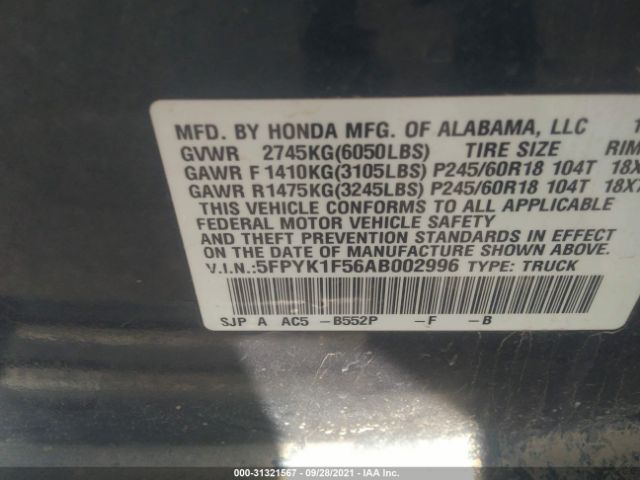 MFD. BY HONDA MFG. OF ALABAMA, LLC 1
GVWR 2745KG(6050LBS) TIRE SIZE RIM
GAWR F 1410KG(3105LBS) P245/60R18 104T 18X
GAWR R1475KG(3245LBS) P245/60R18 104T 18X
THIS VEHICLE CONFORMS TO ALL APPLICABLE
FEDERAL MOTOR VEHICLE SAFETY
AND THEFT PREVENTION STANDARDS IN EFFECT
ON THE DATE OF MANUFACTURE SHOWN ABOVE.
V.I.N.:5FPYK1F56AB002996 TYPE: TRUCK
SJP A AC5 -B552P -F -B
000-31321567 - 09/28/2021 - IAA Inc.